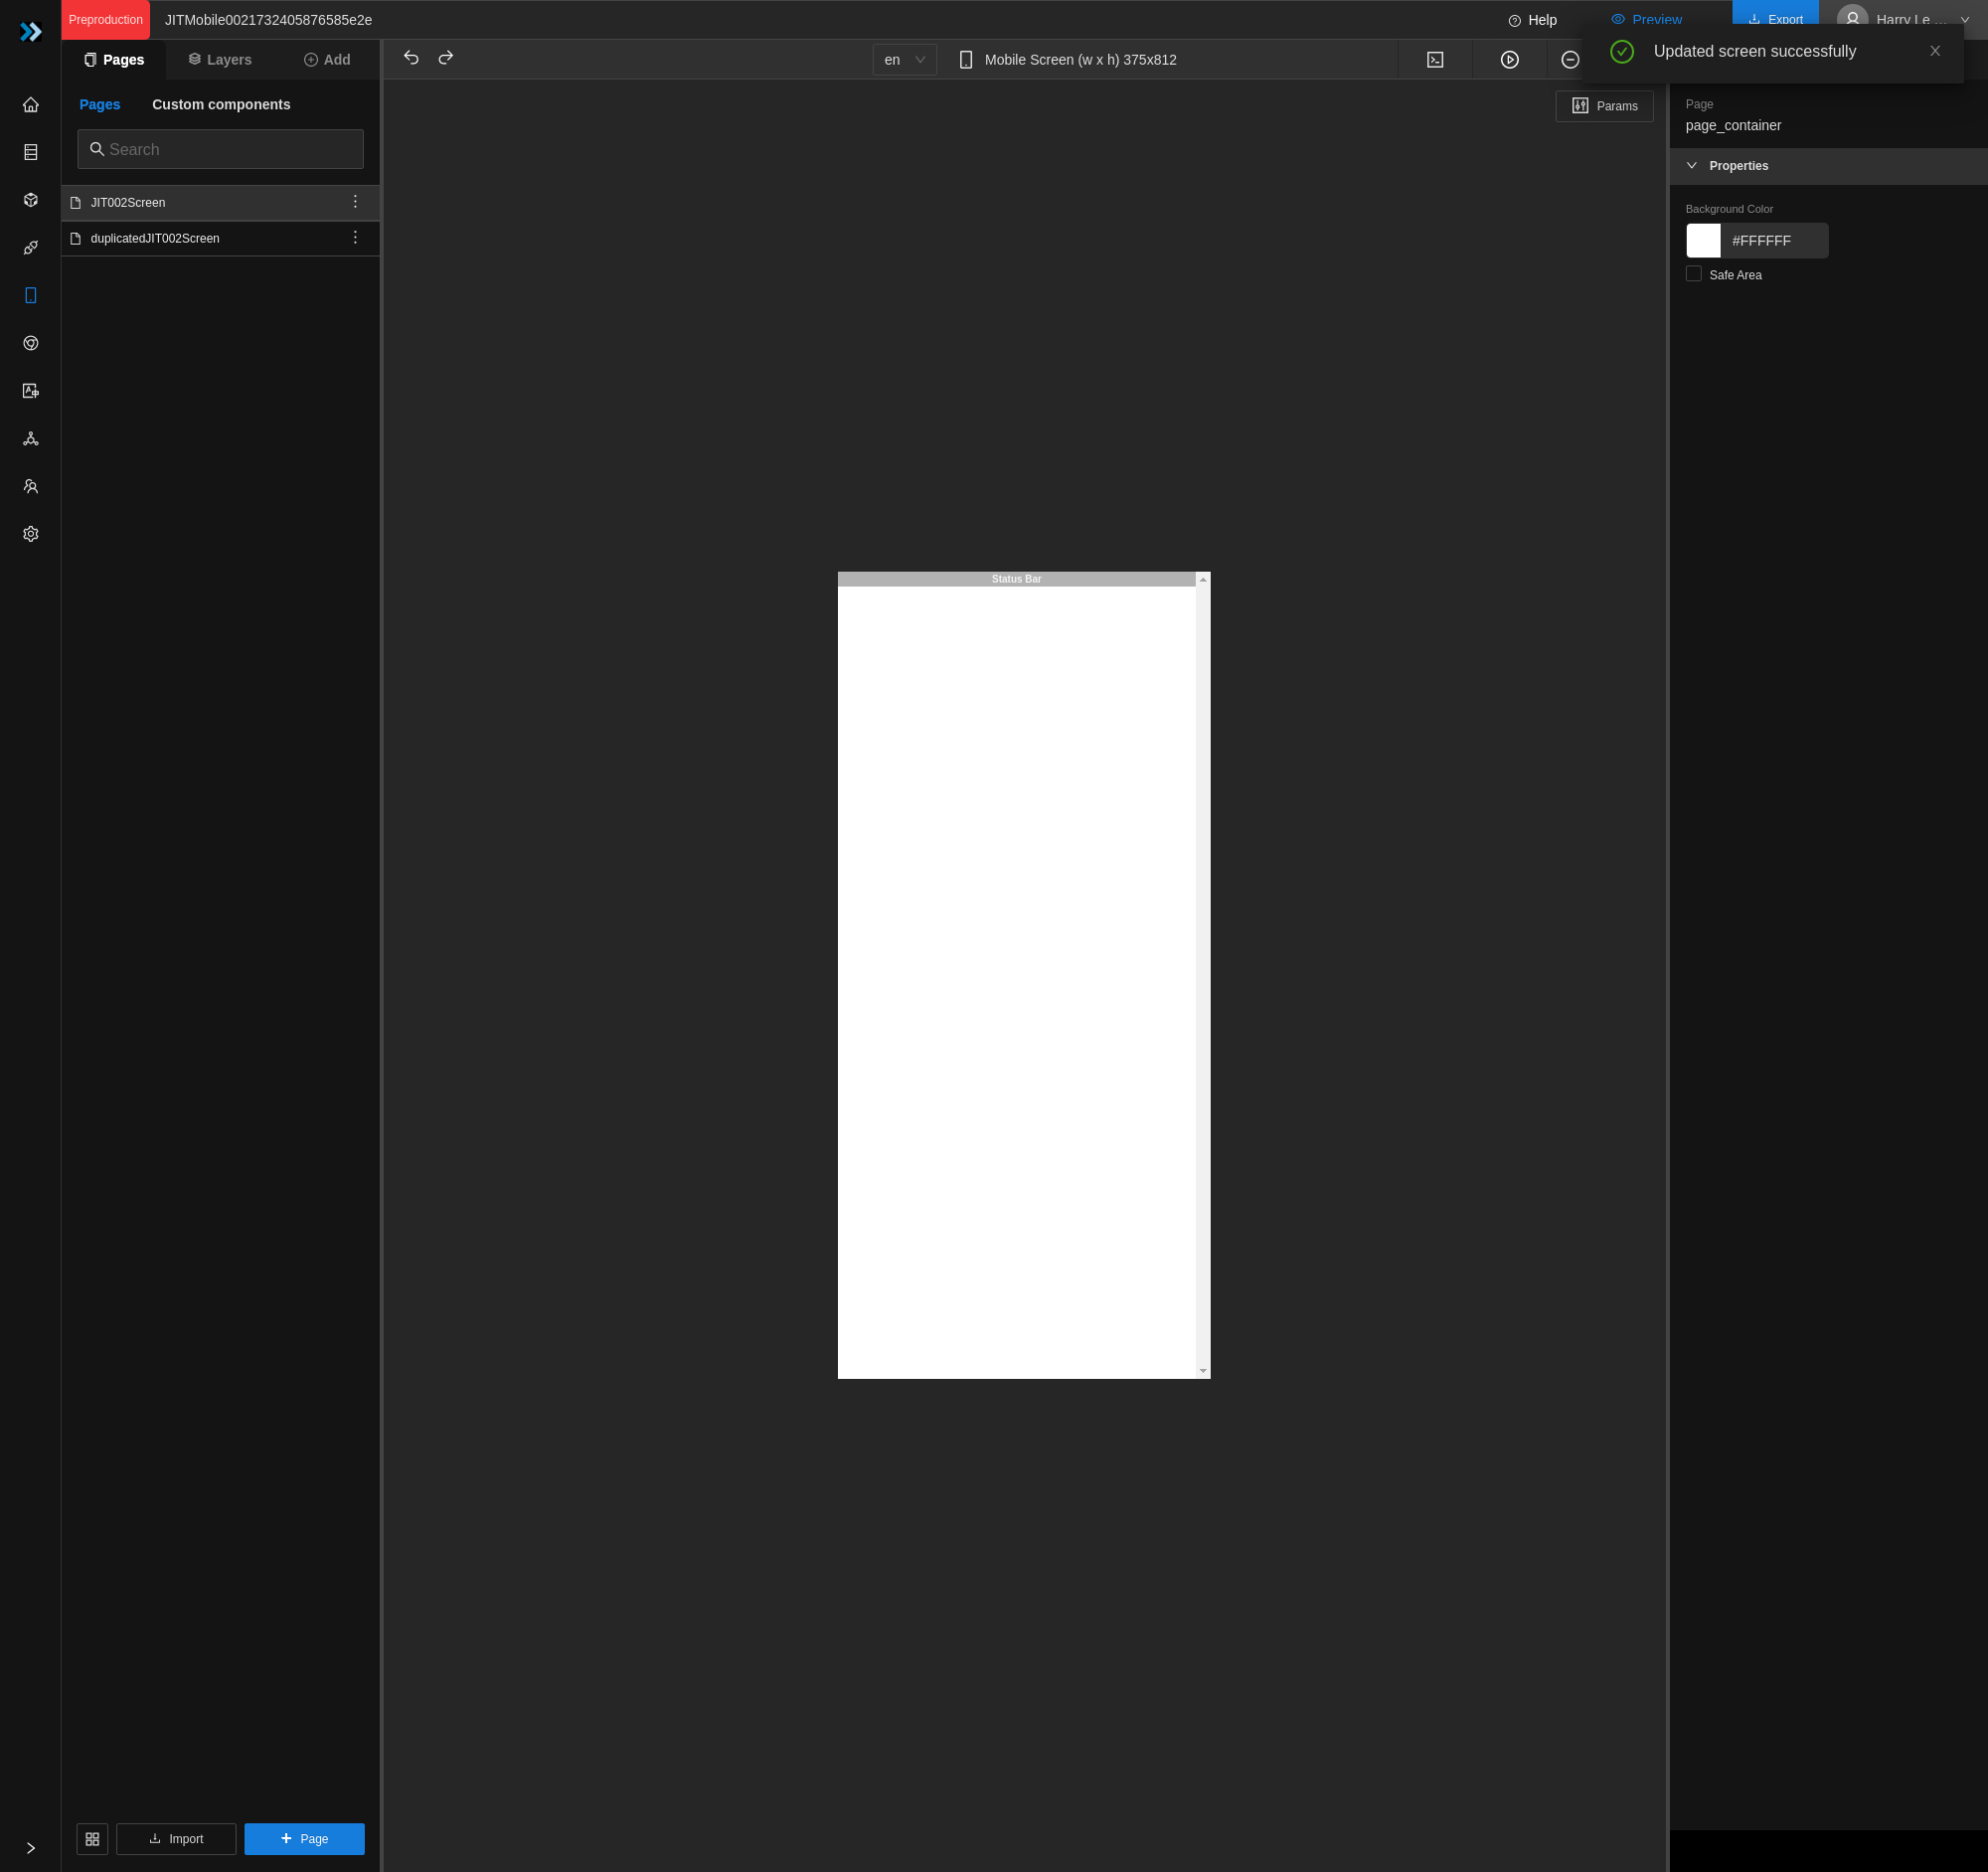 Preproduction
JITMobile0021732405876585e2e
Help
Preview
Export
Harry Le ...
Updated screen successfully
Pages
Layers
Add
en
Mobile Screen (w x h) 375x812
Pages
Custom components
Params
Search
JIT002Screen
duplicatedJIT002Screen
Page
page_container
Properties
Background Color
#FFFFFF
Safe Area
Status Bar
Import
Page